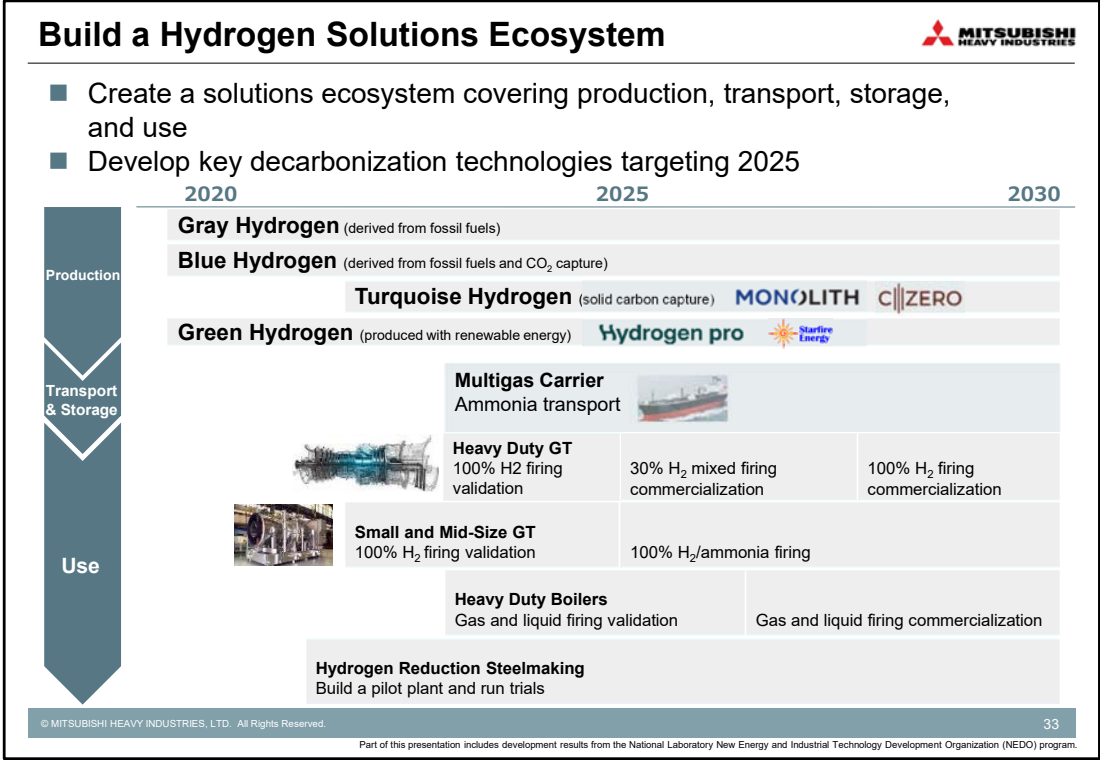 Build a Hydrogen Solutions Ecosystem
MITSUBISHI
HEAVY INDUSTRIES
Create a solutions ecosystem covering production, transport, storage,
and use
Develop key decarbonization technologies targeting 2025
2020 2025 2030
Production
Gray Hydrogen (derived from fossil fuels)
Blue Hydrogen (derived from fossil fuels and CO₂ capture)
Turquoise Hydrogen (solid carbon capture) MONOLITH C||ZERO
Green Hydrogen (produced with renewable energy) Hydrogen pro Starfire
Energy
Transport
& Storage
Multigas Carrier
Ammonia transport
Use
Heavy Duty GT
100% H2 firing
validation
30% H₂ mixed firing
commercialization
100% H₂ firing
commercialization
Small and Mid-Size GT
100% H₂ firing validation
100% H₂/ammonia firing
Heavy Duty Boilers
Gas and liquid firing validation
Gas and liquid firing commercialization
Hydrogen Reduction Steelmaking
Build a pilot plant and run trials
© MITSUBISHI HEAVY INDUSTRIES, LTD. All Rights Reserved.
33
Part of this presentation includes development results from the National Laboratory New Energy and Industrial Technology Development Organization (NEDO) program.